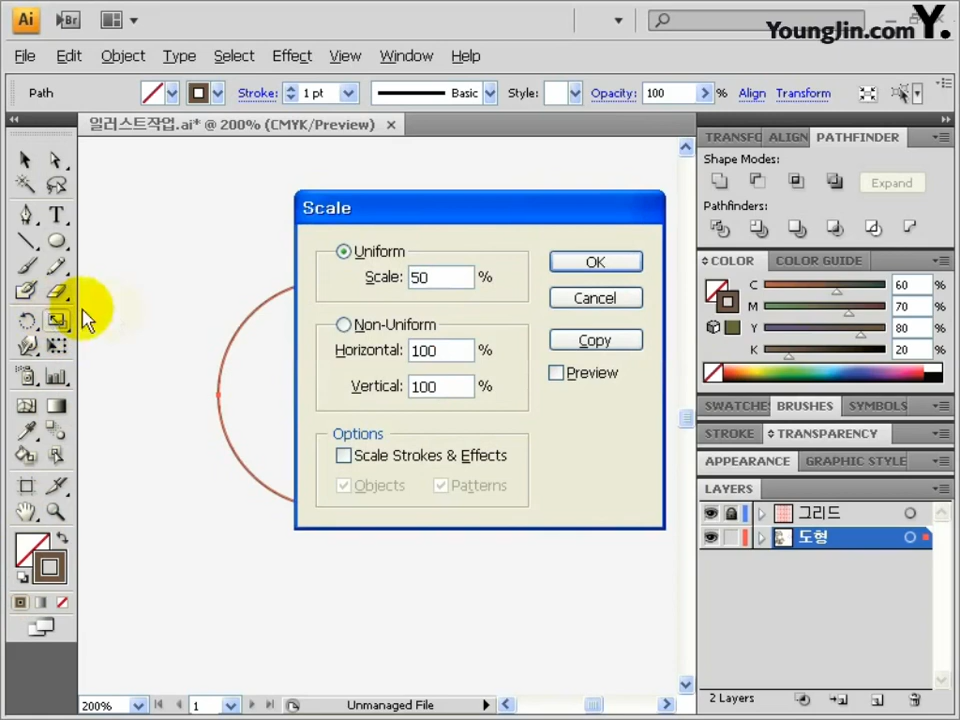 Ai Br
YoungJin.com Y.
File Edit Object Type Select Effect View Window Help
Path Stroke: 1 pt Basic Style: Opacity: 100 % Align Transform
일러스트작업.ai* @ 200% (CMYK/Preview) ×
TRANSFO ALIGN PATHFINDER
Shape Modes:
Expand
Pathfinders:
COLOR COLOR GUIDE
C 60 %
M 70 %
Y 80 %
K 20 %
SWATCHES BRUSHES SYMBOLS
STROKE TRANSPARENCY
APPEARANCE GRAPHIC STYLE
LAYERS
그리드
도형
2 Layers
Scale
Uniform
Scale: 50 %
Non-Uniform
Horizontal: 100 %
Vertical: 100 %
Options
Scale Strokes & Effects
Objects Patterns
OK
Cancel
Copy
Preview
T
200% 1 Unmanaged File